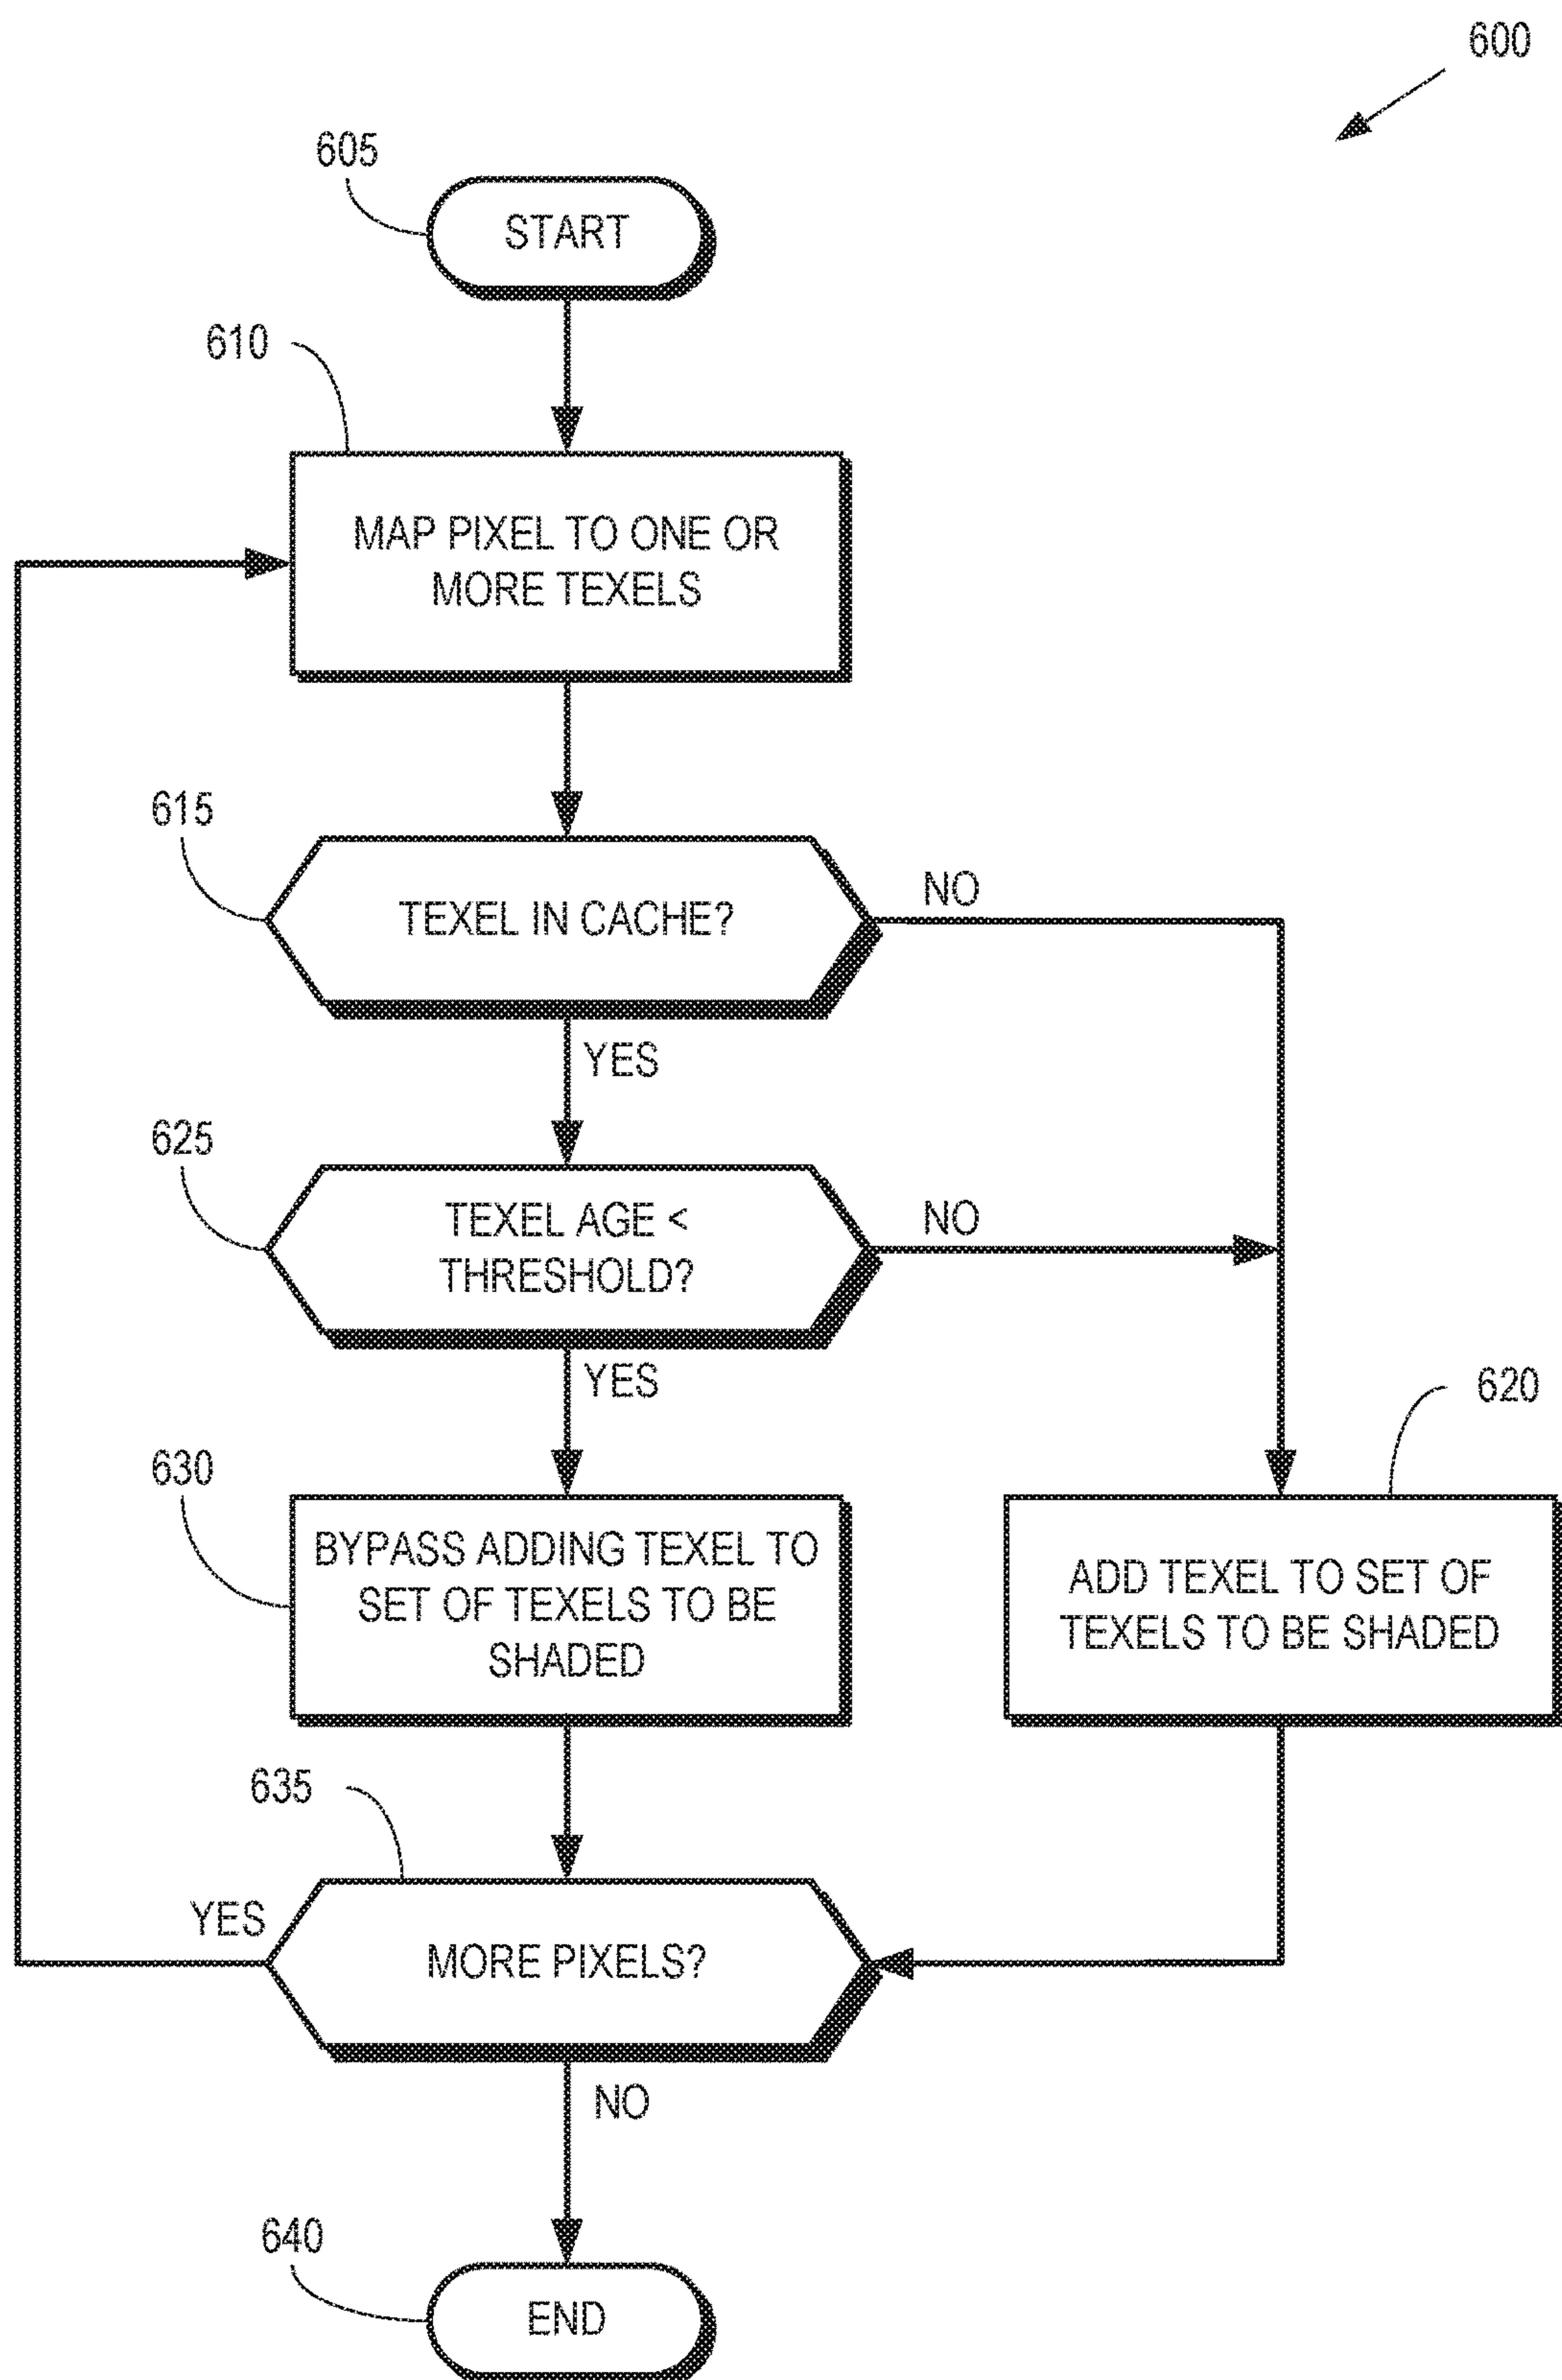 600
605
START
610
MAP PIXEL TO ONE OR
MORE TEXELS
615
TEXEL IN CACHE?
NO
YES
625
TEXEL AGE <
THRESHOLD?
NO
YES
620
630
BYPASS ADDING TEXEL TO
SET OF TEXELS TO BE
SHADED
ADD TEXEL TO SET OF
TEXELS TO BE SHADED
635
YES
MORE PIXELS?
NO
640
END